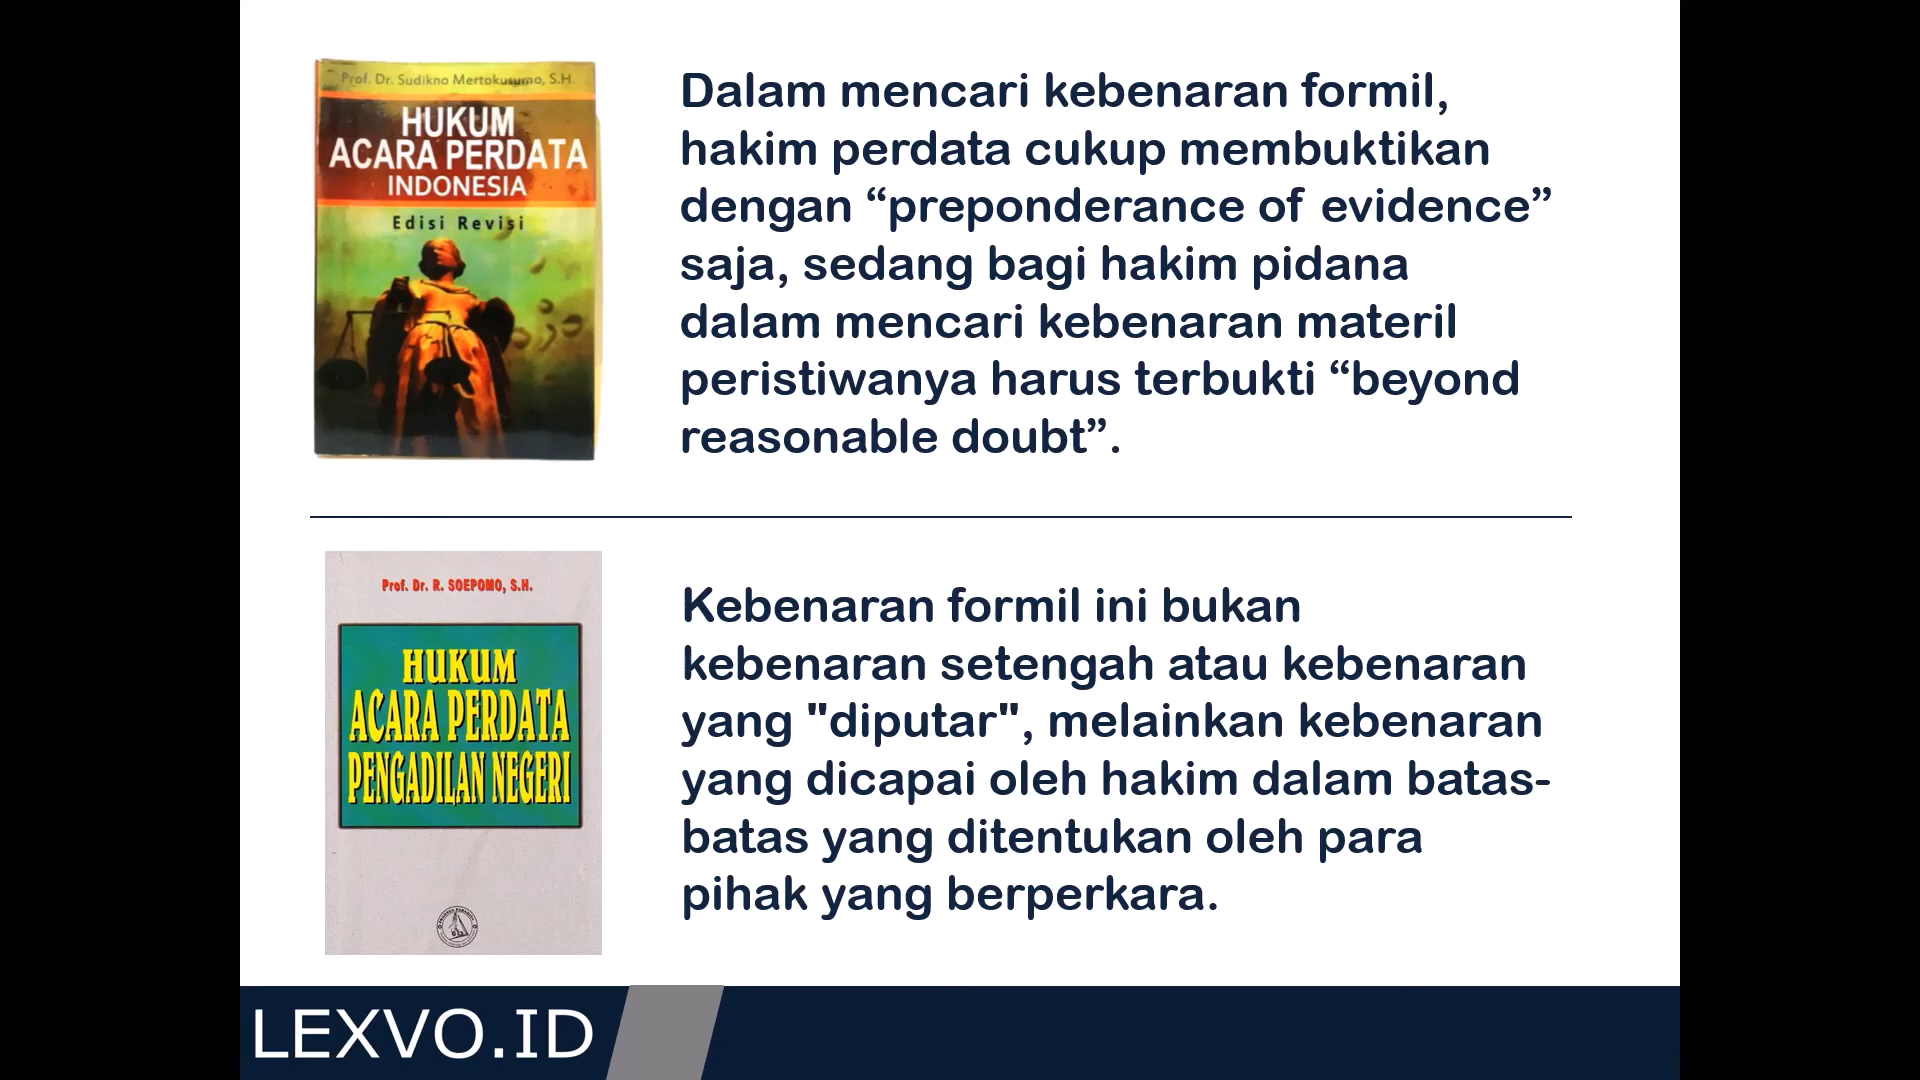 Prof. Dr. Sudikno Mertokusumo, S.H.
HUKUM
ACARA PERDATA
INDONESIA
Edisi Revisi
Dalam mencari kebenaran formil,
hakim perdata cukup membuktikan
dengan “preponderance of evidence”
saja, sedang bagi hakim pidana
dalam mencari kebenaran materil
peristiwanya harus terbukti “beyond
reasonable doubt”.
Prof. Dr. R. SOEPOMO, S.H.
HUKUM
ACARA PERDATA
PENGADILAN NEGERI
Kebenaran formil ini bukan
kebenaran setengah atau kebenaran
yang "diputar", melainkan kebenaran
yang dicapai oleh hakim dalam batas-
batas yang ditentukan oleh para
pihak yang berperkara.
LEXVO.ID